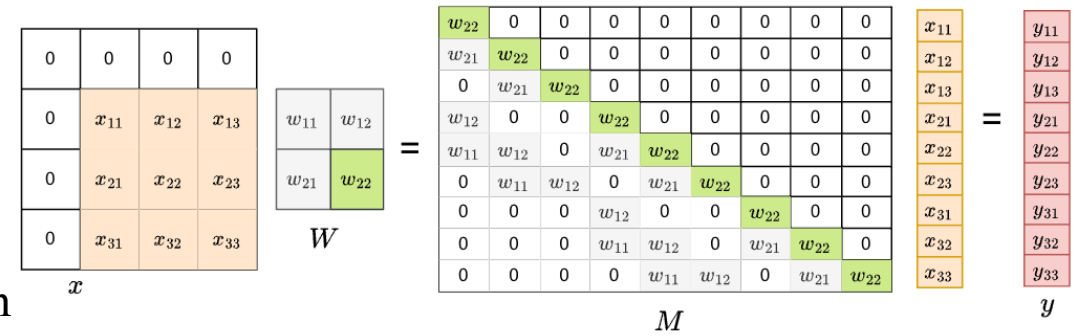 0 0 0 0
0 x₁₁ x₁₂ x₁₃
0 x₂₁ x₂₂ x₂₃
0 x₃₁ x₃₂ x₃₃
x
w₁₁ w₁₂
w₂₁ w₂₂
W
=
w₂₂ 0 0 0 0 0 0 0 0
w₂₁ w₂₂ 0 0 0 0 0 0 0
0 w₂₁ w₂₂ 0 0 0 0 0 0
w₁₂ 0 0 w₂₂ 0 0 0 0 0
w₁₁ w₁₂ 0 w₂₁ w₂₂ 0 0 0 0
0 w₁₁ w₁₂ 0 w₂₁ w₂₂ 0 0 0
0 0 0 w₁₂ 0 0 w₂₂ 0 0
0 0 0 w₁₁ w₁₂ 0 w₂₁ w₂₂ 0
0 0 0 0 w₁₁ w₁₂ 0 w₂₁ w₂₂
M
x₁₁
x₁₂
x₁₃
x₂₁
x₂₂
x₂₃
x₃₁
x₃₂
x₃₃
=
y₁₁
y₁₂
y₁₃
y₂₁
y₂₂
y₂₃
y₃₁
y₃₂
y₃₃
y